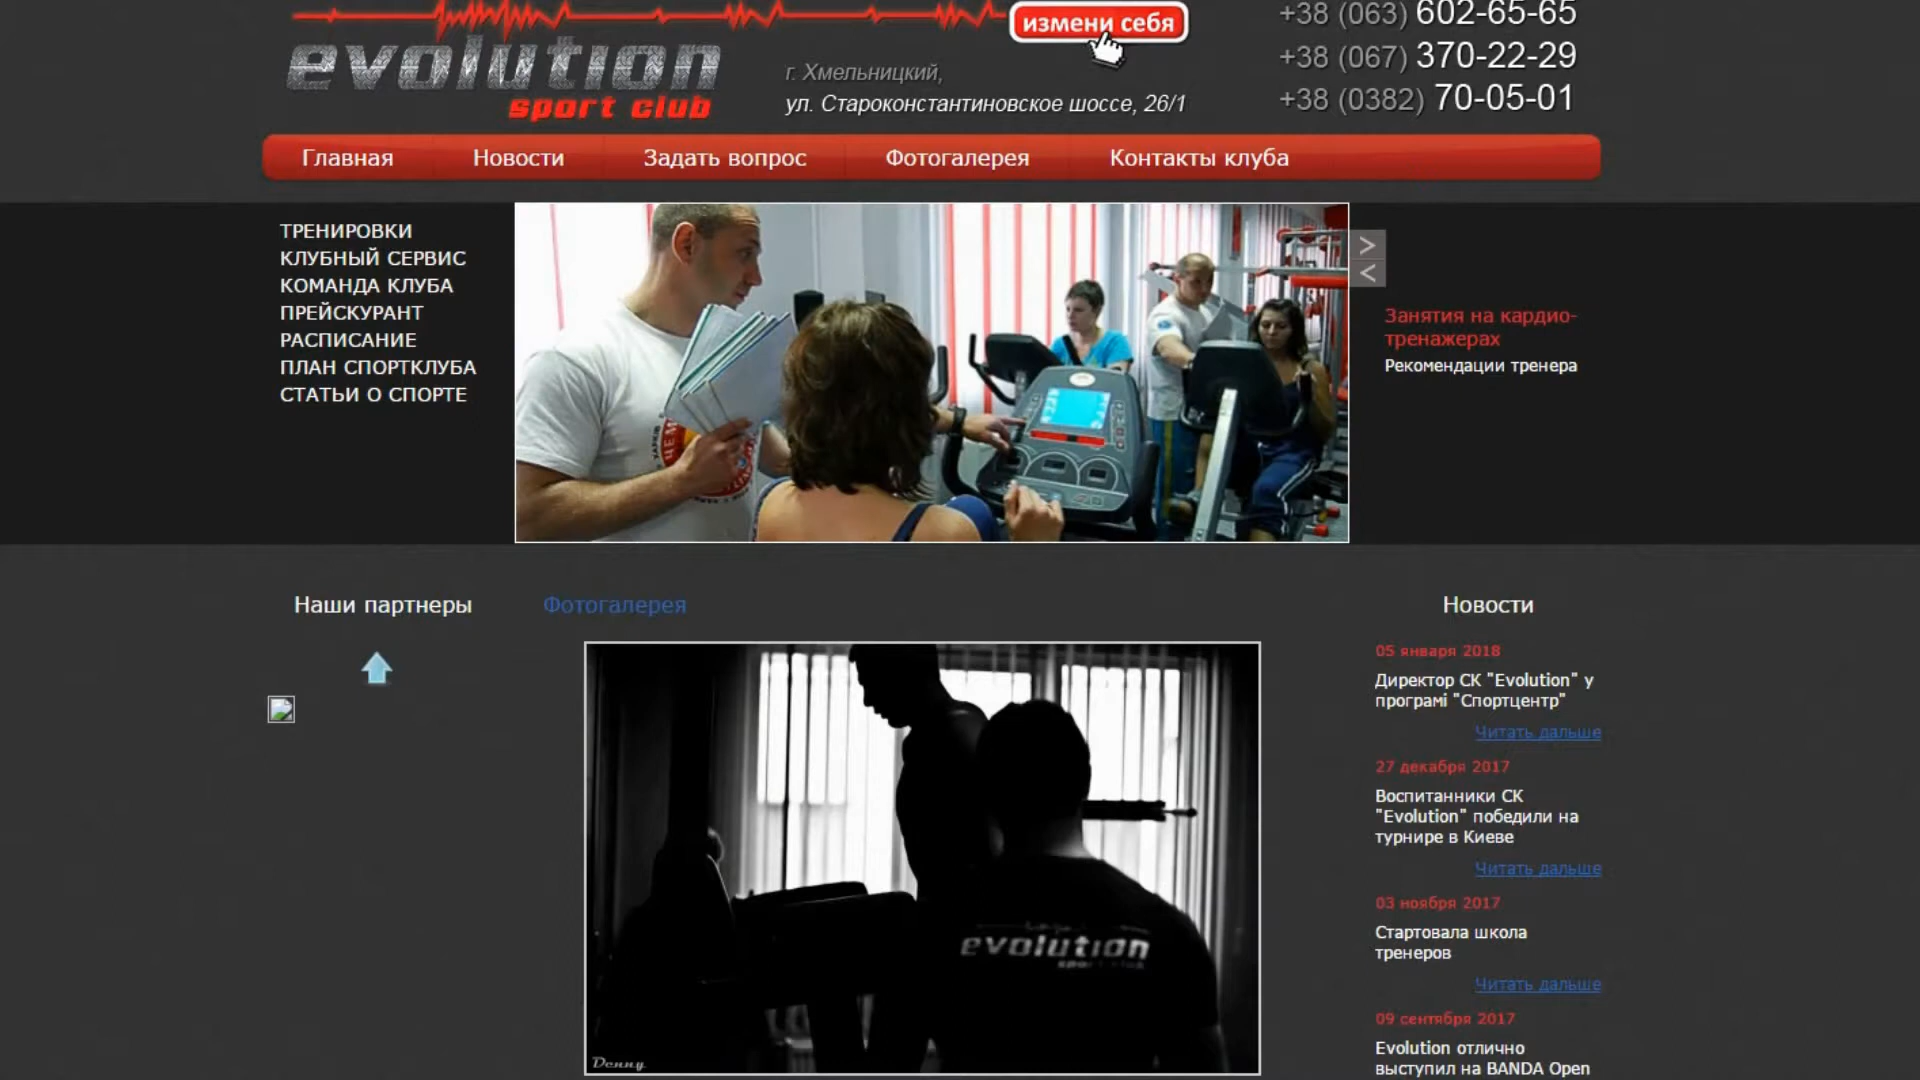 измени себя
+38 (063) 602-65-65
+38 (067) 370-22-29
+38 (0382) 70-05-01
evolution
sport club
г. Хмельницкий,
ул. Староконстантиновское шоссе, 26/1
Главная Новости Задать вопрос Фотогалерея Контакты клуба
ТРЕНИРОВКИ
КЛУБНЫЙ СЕРВИС
КОМАНДА КЛУБА
ПРЕЙСКУРАНТ
РАСПИСАНИЕ
ПЛАН СПОРТКЛУБА
СТАТЬИ О СПОРТЕ
>
<
Занятия на кардио-
тренажерах
Рекомендации тренера
Наши партнеры
Фотогалерея
evolution
sport club
Denny
Новости
05 января 2018
Директор СК "Evolution" у
програмі "Спортцентр"
Читать дальше
27 декабря 2017
Воспитанники СК
"Evolution" победили на
турнире в Киеве
Читать дальше
03 ноября 2017
Стартовала школа
тренеров
Читать дальше
09 сентября 2017
Evolution отлично
выступил на BANDA Open